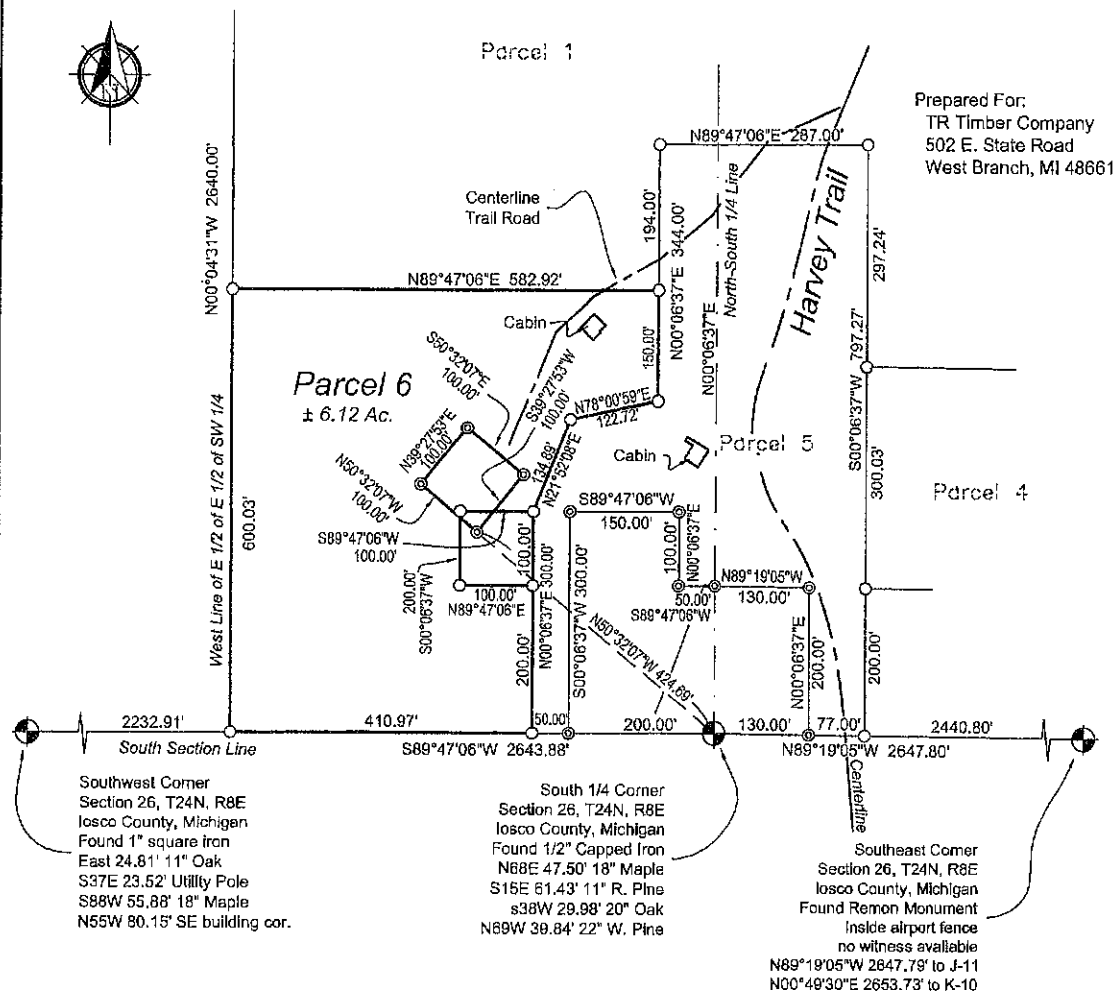 Parcel 1
Prepared For:
TR Timber Company
502 E. State Road
West Branch, MI 48661
N89°47'06"E 287.00'
Centerline
Trail Road
194.00'
N00°06'37"E 344.00'
North-South 1/4 Line
Harvey Trail
297.24'
N00°04'31"W 2640.00'
N89°47'06"E 582.92'
Cabin
150.00'
N00°06'37"E
S00°06'37"W 797.27'
Parcel 6
± 6.12 Ac.
S50°32'07"E
100.00'
S39°27'53"W
100.00'
N78°00'59"E
122.72'
N39°27'53"E
100.00'
134.89'
N21°52'08"E
Cabin
Parcel 5
Parcel 4
300.03'
N50°32'07"W
100.00'
S89°47'06"W
100.00'
S89°47'06"W
150.00'
100.00'
N00°06'37"E
West Line of E 1/2 of E 1/2 of SW 1/4
600.03'
200.00'
S00°06'37"W
100.00'
N89°47'06"E
100.00'
N00°06'37"E 300.00'
200.00'
S00°06'37"W 300.00'
N50°32'07"W 424.69'
50.00'
S89°47'06"W
N89°19'05"W
130.00'
N00°06'37"E
200.00'
200.00'
2232.91'
South Section Line
410.97'
50.00'
200.00'
130.00'
77.00'
2440.80'
S89°47'06"W 2643.88'
N89°19'05"W 2647.80'
Centerline
Southwest Corner
Section 26, T24N, R8E
Iosco County, Michigan
Found 1" square iron
East 24.81' 11" Oak
S37E 23.52' Utility Pole
S88W 55.88' 18" Maple
N55W 80.15' SE building cor.
South 1/4 Corner
Section 26, T24N, R8E
Iosco County, Michigan
Found 1/2" Capped Iron
N68E 47.50' 18" Maple
S15E 61.43' 11" R. Pine
s38W 29.98' 20" Oak
N69W 39.84' 22" W. Pine
Southeast Corner
Section 26, T24N, R8E
Iosco County, Michigan
Found Remon Monument
inside airport fence
no witness available
N89°19'05"W 2647.79' to J-11
N00°49'30"E 2653.73' to K-10